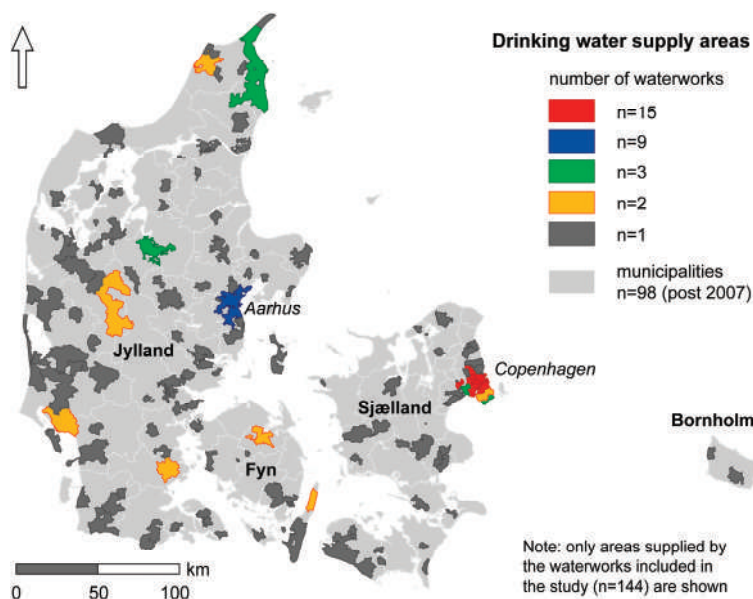 Drinking water supply areas
number of waterworks
n=15
n=9
n=3
n=2
n=1
municipalities
n=98 (post 2007)
Aarhus
Jylland
Copenhagen
Sjælland
Bornholm
Fyn
Note: only areas supplied by
the waterworks included in
the study (n=144) are shown
km
0 50 100